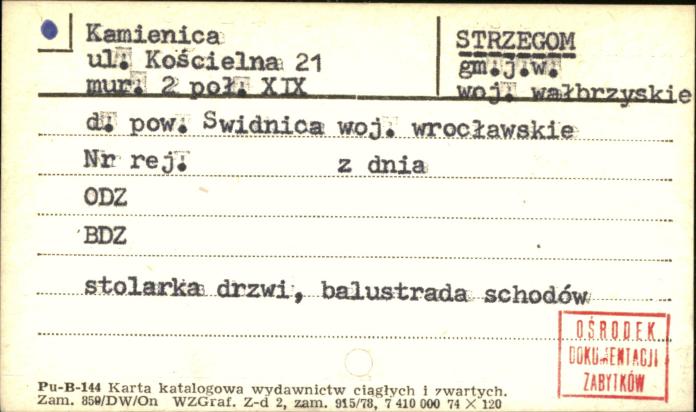 Kamienica
ul. Kościelna 21
mur. 2 poł. XIX
STRZEGOM
gm.j.w.
woj. wałbrzyskie
d. pow. Swidnica woj. wrocławskie
Nr rej. z dnia
ODZ
BDZ
stolarka drzwi, balustrada schodów
OŚRODEK
DOKUMENTACJI
ZABYTKÓW
Pu-B-144 Karta katalogowa wydawnictw ciągłych i zwartych.
Zam. 859/DW/On WZGraf. Z-d 2, zam. 915/78, 7 410 000 74 × 120